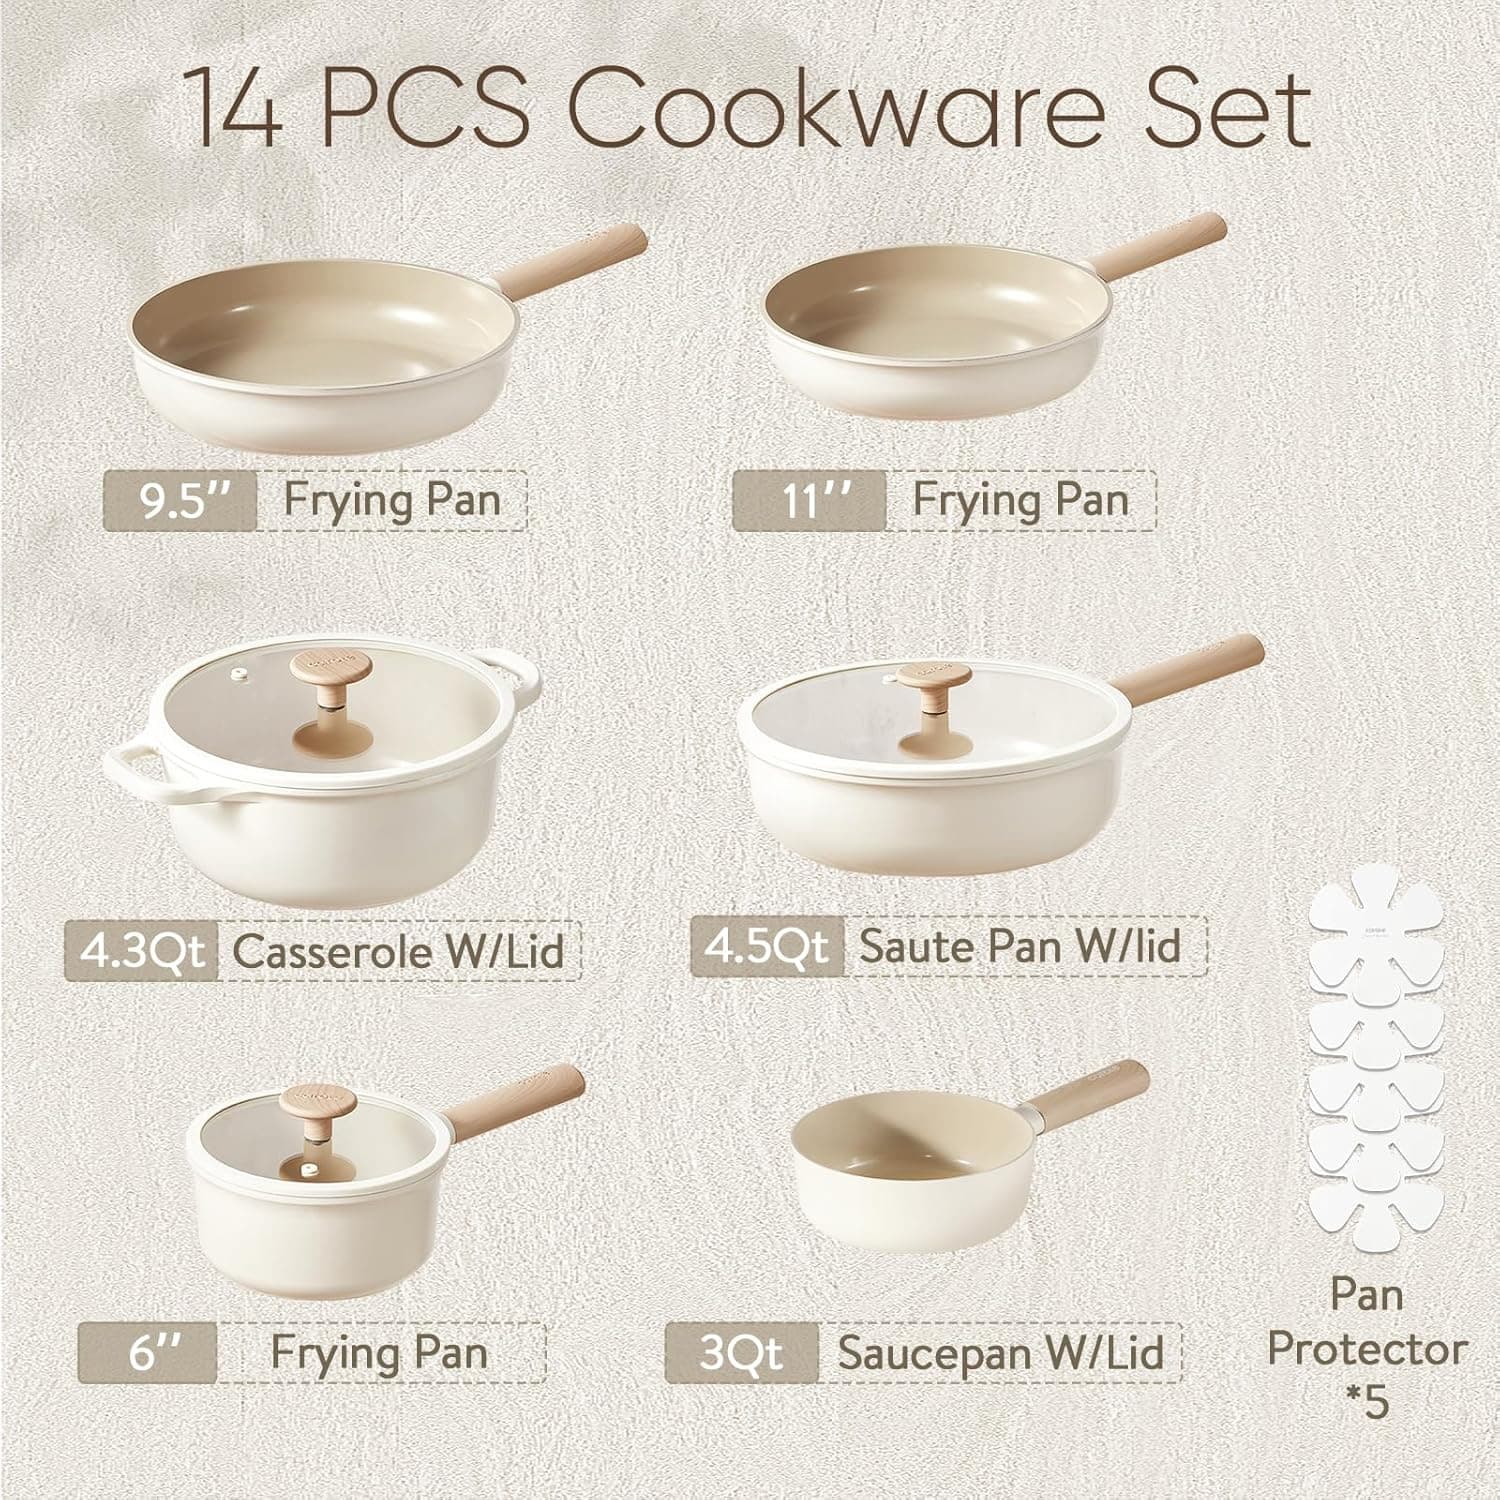 14 PCS Cookware Set
9.5’’ Frying Pan
11’’ Frying Pan
4.3Qt Casserole W/Lid
4.5Qt Saute Pan W/lid
6’’ Frying Pan
3Qt Saucepan W/Lid
Pan
Protector
*5